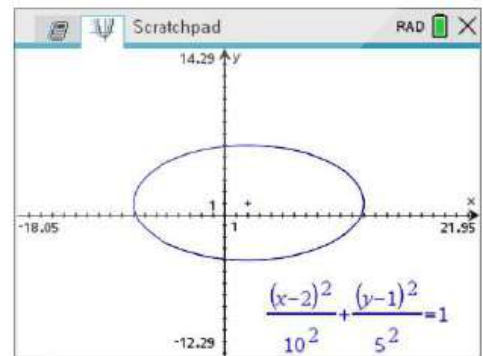 Scratchpad RAD
14.29 y
1 x
-18.05 1 21.95
(x-2)² / 10² + (y-1)² / 5² =1
-12.29